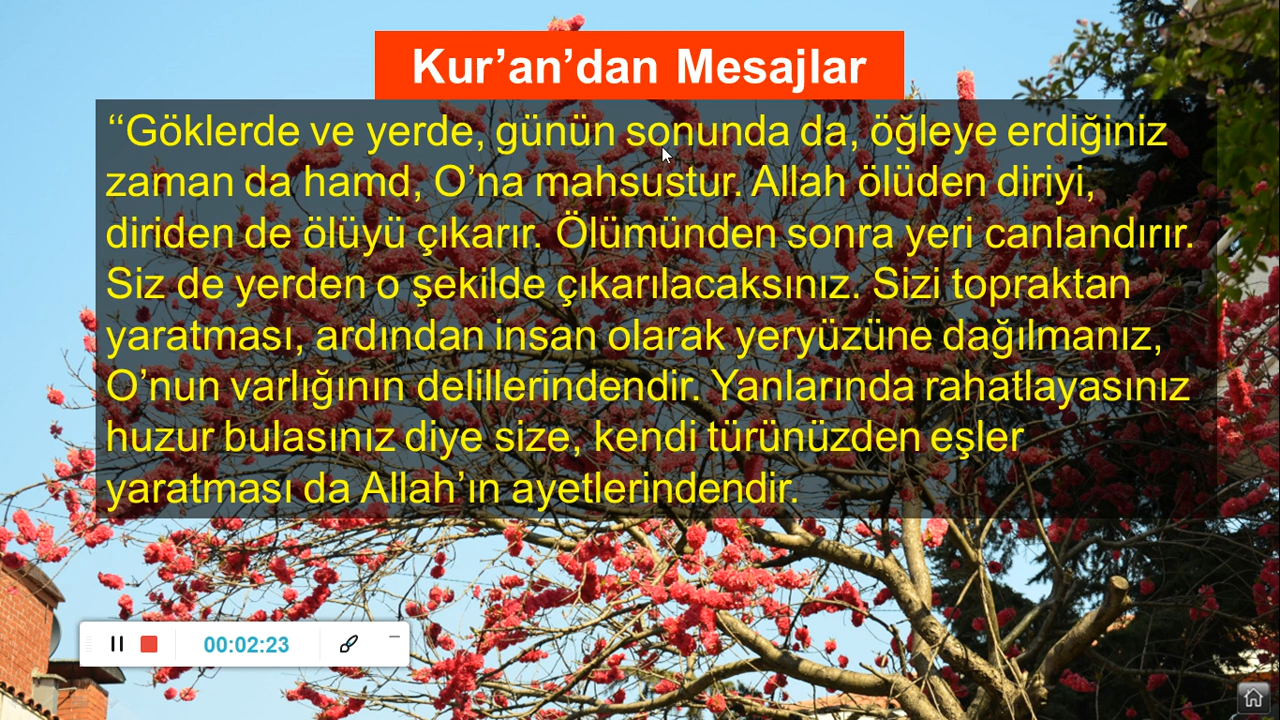 Kur’an’dan Mesajlar
“Göklerde ve yerde, günün sonunda da, öğleye erdiğiniz
zaman da hamd, O’na mahsustur. Allah ölüden diriyi,
diriden de ölüyü çıkarır. Ölümünden sonra yeri canlandırır.
Siz de yerden o şekilde çıkarılacaksınız. Sizi topraktan
yaratması, ardından insan olarak yeryüzüne dağılmanız,
O’nun varlığının delillerindendir. Yanlarında rahatlayasınız
huzur bulasınız diye size, kendi türünüzden eşler
yaratması da Allah’ın ayetlerindendir.
00:02:23